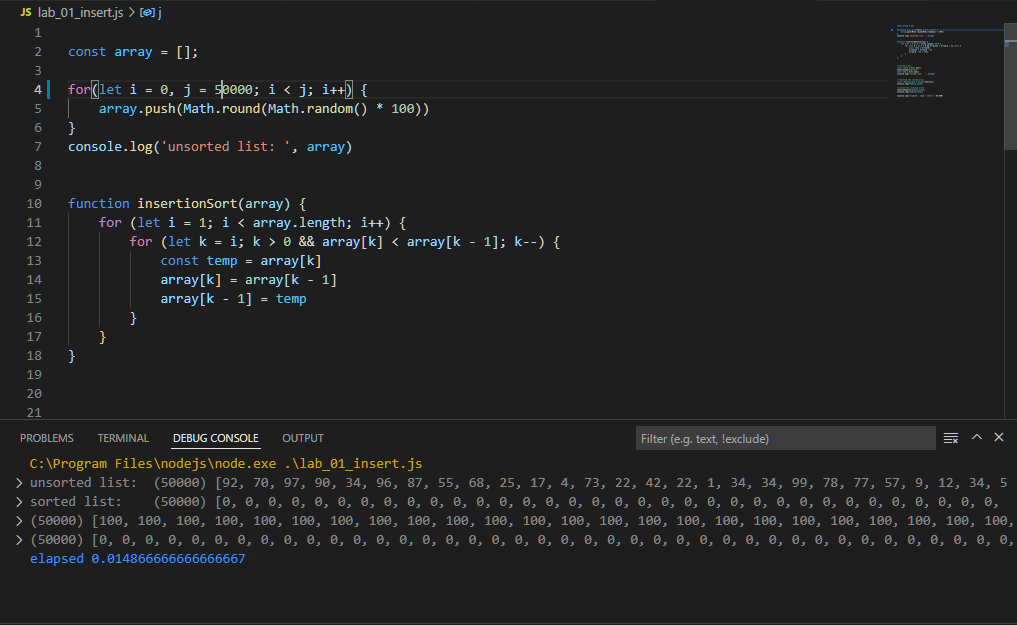 JS lab_01_insert.js > j
1
2 const array = [];
3
4 for(let i = 0, j = 50000; i < j; i++) {
5     array.push(Math.round(Math.random() * 100))
6 }
7 console.log('unsorted list: ', array)
8
9
10 function insertionSort(array) {
11     for (let i = 1; i < array.length; i++) {
12         for (let k = i; k > 0 && array[k] < array[k - 1]; k--) {
13             const temp = array[k]
14             array[k] = array[k - 1]
15             array[k - 1] = temp
16         }
17     }
18 }
19
20
21
PROBLEMS TERMINAL DEBUG CONSOLE OUTPUT Filter (e.g. text, !exclude)
C:\Program Files\nodejs\node.exe .\lab_01_insert.js
> unsorted list:  (50000) [92, 70, 97, 90, 34, 96, 87, 55, 68, 25, 17, 4, 73, 22, 42, 22, 1, 34, 34, 99, 78, 77, 57, 9, 12, 34, 5
> sorted list:    (50000) [0, 0, 0, 0, 0, 0, 0, 0, 0, 0, 0, 0, 0, 0, 0, 0, 0, 0, 0, 0, 0, 0, 0, 0, 0, 0, 0, 0, 0, 0, 0, 0, 0, 0,
> (50000) [100, 100, 100, 100, 100, 100, 100, 100, 100, 100, 100, 100, 100, 100, 100, 100, 100, 100, 100, 100, 100, 100, 100, 100,
> (50000) [0, 0, 0, 0, 0, 0, 0, 0, 0, 0, 0, 0, 0, 0, 0, 0, 0, 0, 0, 0, 0, 0, 0, 0, 0, 0, 0, 0, 0, 0, 0, 0, 0, 0, 0, 0, 0, 0, 0, 0,
elapsed 0.014866666666666667